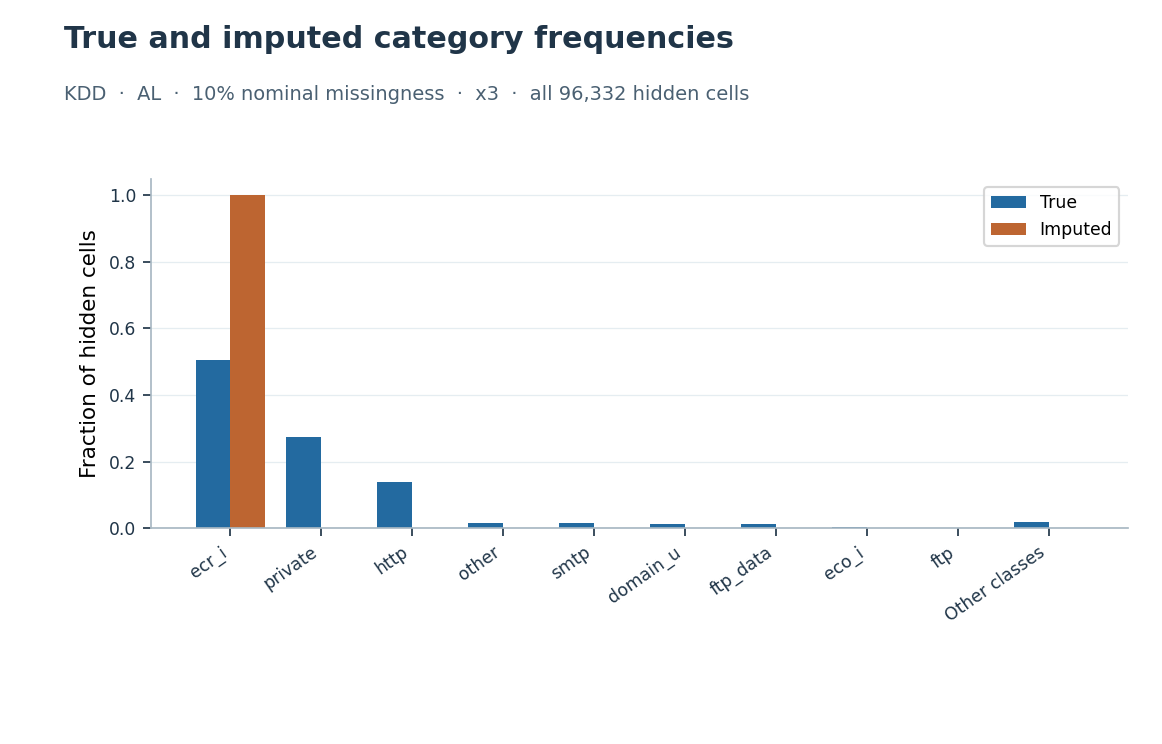 True and imputed category frequencies
KDD · AL · 10% nominal missingness · x3 · all 96,332 hidden cells
Fraction of hidden cells
1.0
0.8
0.6
0.4
0.2
0.0
True
Imputed
ecr_i
private
http
other
smtp
domain_u
ftp_data
eco_i
ftp
Other classes